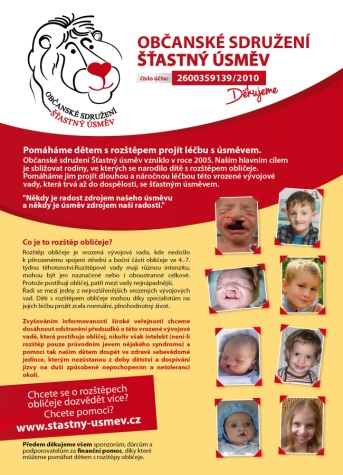 OBČANSKÉ SDRUŽENÍ
ŠŤASTNÝ ÚSMĚV
číslo účtu: 2600359139/2010
Děkujeme
OBČANSKÉ SDRUŽENÍ
ŠŤASTNÝ ÚSMĚV
Pomáháme dětem s rozštěpem projít léčbu s úsměvem.
Občanské sdružení Šťastný úsměv vzniklo v roce 2005. Naším hlavním cílem
je sbližovat rodiny, ve kterých se narodilo dítě s rozštěpem obličeje.
Pomáháme jim projít dlouhou a náročnou léčbou této vrozené vývojové
vady, která trvá až do dospělosti, se šťastným úsměvem.
"Někdy je radost zdrojem našeho úsměvu
a někdy je úsměv zdrojem naší radosti."
Co je to rozštěp obličeje?
Rozštěp obličeje je vrozená vývojová vada, kde nedošlo
k přirozenému spojení střední a boční části obličeje ve 4.-7.
týdnu těhotenství.Rozštěpové vady mají různou intenzitu,
mohou být jen naznačené nebo i oboustranné celkové.
Protože postihují obličej, patří mezi vady nejnápadnější.
Řadí se mezi jedny z nejrozšířenějších vrozených vývojových
vad. Děti s rozštěpem obličeje mohou díky specialistům na
jejich léčbu prožít zcela normální, plnohodnotný život.
Zvyšováním informovanosti široké veřejnosti chceme
dosáhnout odstranění předsudků o této vrozené vývojové
vadě, která postihuje obličej, nikoliv však intelekt (není-li
rozštěp pouze průvodním jevem nějakého syndromu) a
pomoci tak našim dětem dospět ve zdravé sebevědomé
jedince, kterým nezůstanou z doby dětství a dospívání
jizvy na duši způsobené nepochopením a netolerancí
okolí.
Chcete se o rozštěpech
obličeje dozvědět více?
Chcete pomoci?
www.stastny-usmev.cz
Předem děkujeme všem sponzorům, dárcům a
podporovatelům za finanční pomoc, díky které
můžeme pomáhat dětem s rozštěpy obličeje.